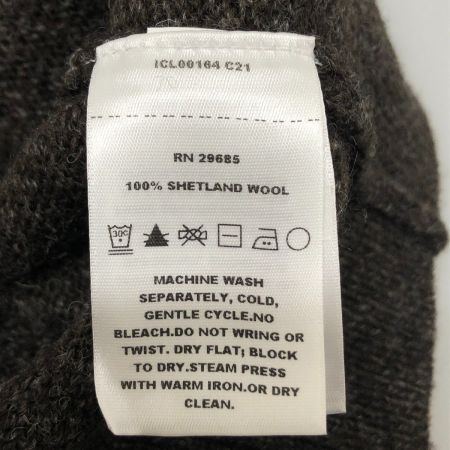 ICL00164 C21
RN 29685
100% SHETLAND WOOL
30C
MACHINE WASH
SEPARATELY, COLD,
GENTLE CYCLE.NO
BLEACH.DO NOT WRING OR
TWIST. DRY FLAT; BLOCK
TO DRY.STEAM PRESS
WITH WARM IRON.OR DRY
CLEAN.